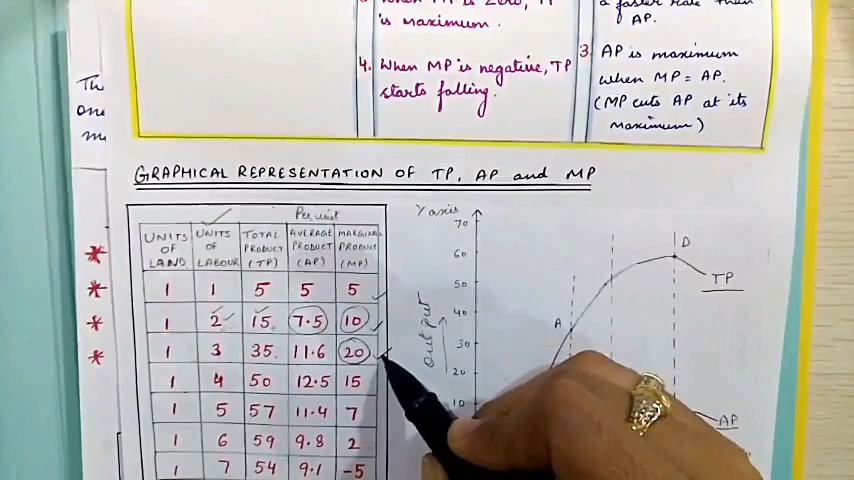 is maximum.
4. When MP is negative, TP
starts falling.
a faster rate than
AP.
3. AP is maximum
when MP = AP.
(MP cuts AP at its
maximum)
GRAPHICAL REPRESENTATION OF TP, AP and MP
Per unit
UNITS OF LAND UNITS OF LABOUR TOTAL PRODUCT (TP) AVERAGE PRODUCT (AP) MARGINAL PRODUCT (MP)
1 1 5 5 5
1 2 15 7.5 10
1 3 35 11.6 20
1 4 50 12.5 15
1 5 57 11.4 7
1 6 59 9.8 2
1 7 54 9.1 -5
Y axis
70
60
50
40
30
20
10
Output
A
D
TP
AP